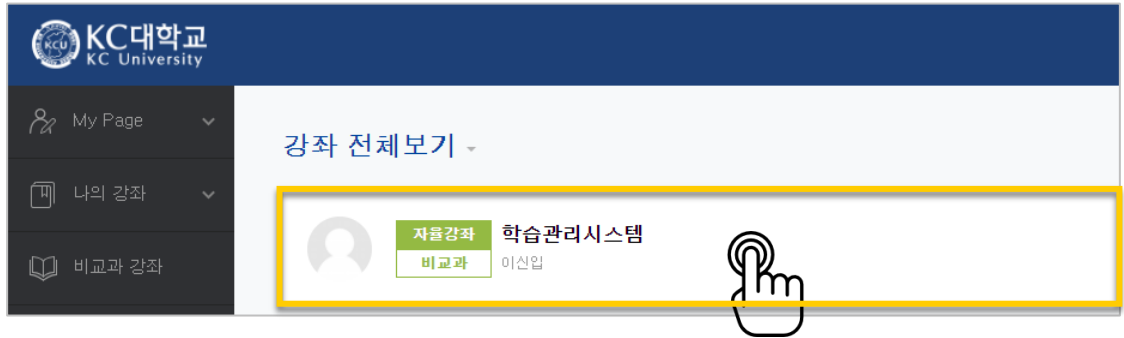 KCU
KC대학교
KC University
My Page
나의 강좌
비교과 강좌
강좌 전체보기
자율강좌
학습관리시스템
비교과
이신입